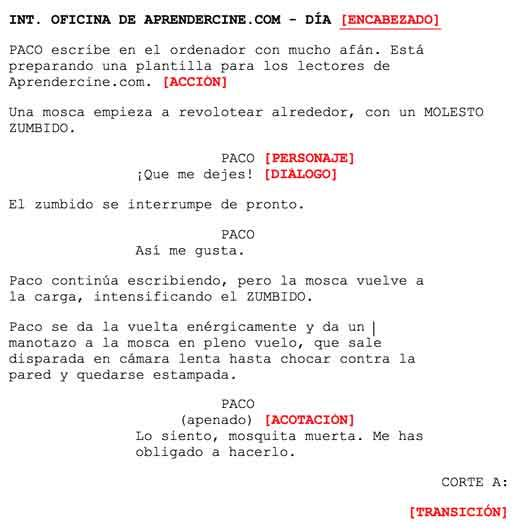 INT. OFICINA DE APRENDERCINE.COM - DÍA [ENCABEZADO]
PACO escribe en el ordenador con mucho afán. Está
preparando una plantilla para los lectores de
Aprendercine.com. [ACCIÓN]
Una mosca empieza a revolotear alrededor, con un MOLESTO
ZUMBIDO.
PACO [PERSONAJE]
¡Que me dejes! [DIÁLOGO]
El zumbido se interrumpe de pronto.
PACO
Así me gusta.
Paco continúa escribiendo, pero la mosca vuelve a
la carga, intensificando el ZUMBIDO.
Paco se da la vuelta enérgicamente y da un
manotazo a la mosca en pleno vuelo, que sale
disparada en cámara lenta hasta chocar contra la
pared y quedarse estampada.
PACO
(apenado) [ACOTACIÓN]
Lo siento, mosquita muerta. Me has
obligado a hacerlo.
CORTE A:
[TRANSICIÓN]